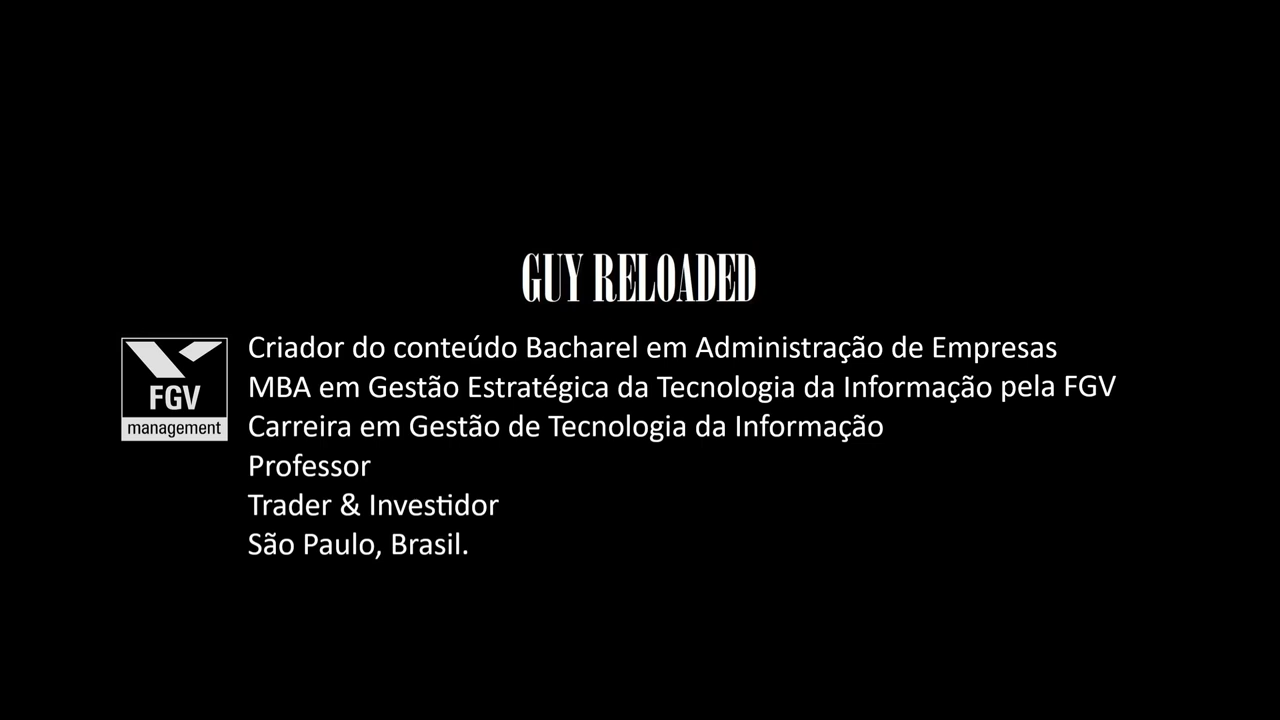 GUY RELOADED
FGV
management
Criador do conteúdo Bacharel em Administração de Empresas
MBA em Gestão Estratégica da Tecnologia da Informação pela FGV
Carreira em Gestão de Tecnologia da Informação
Professor
Trader & Investidor
São Paulo, Brasil.